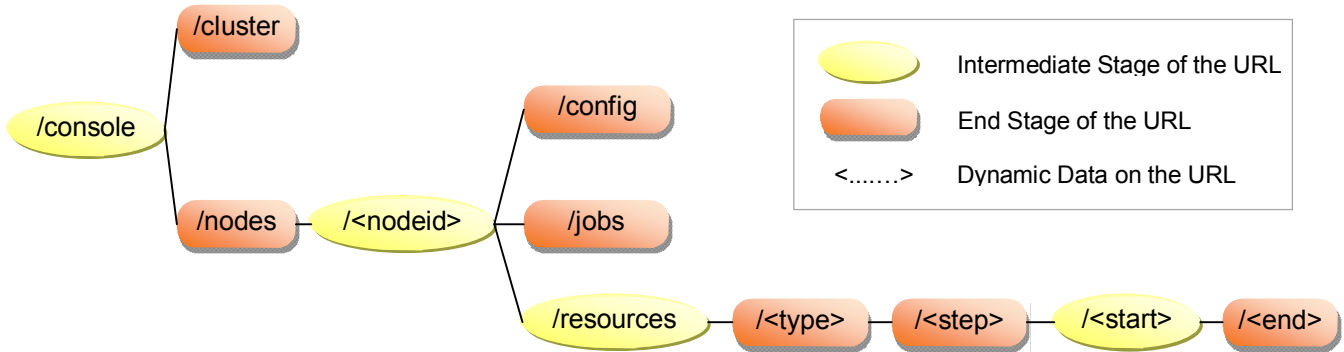 /cluster
/console
/nodes
/<nodeid>
/config
/jobs
/resources
/<type>
/<step>
/<start>
/<end>
Intermediate Stage of the URL
End Stage of the URL
<....…> Dynamic Data on the URL